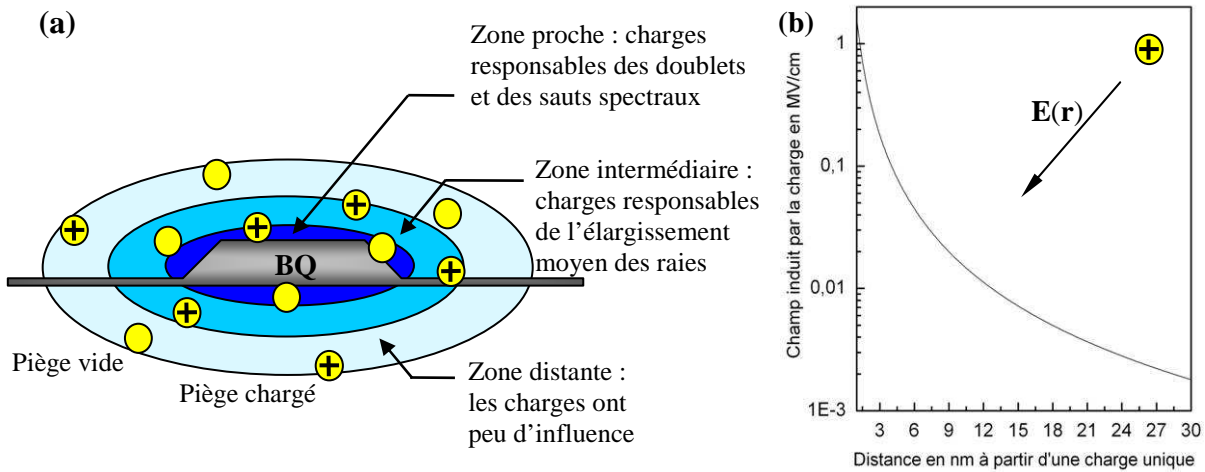 (a)
Zone proche : charges
responsables des doublets
et des sauts spectraux
Zone intermédiaire :
charges responsables
de l’élargissement
moyen des raies
BQ
Piège vide
Piège chargé
Zone distante :
les charges ont
peu d’influence
+
+
+
+
+
+
(b)
Champ induit par la charge en MV/cm
1
0,1
0,01
1E-3
+
E(r)
3 6 9 12 15 18 21 24 27 30
Distance en nm à partir d'une charge unique